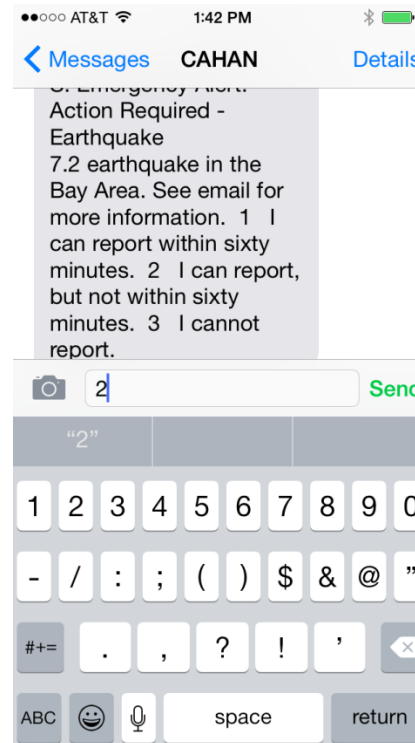 AT&T 1:42 PM
Messages CAHAN Details
S: Emergency Alert:
Action Required -
Earthquake
7.2 earthquake in the
Bay Area. See email for
more information. 1 I
can report within sixty
minutes. 2 I can report,
but not within sixty
minutes. 3 I cannot
report.
2 Send
“2”
1 2 3 4 5 6 7 8 9 0
- / : ; ( ) $ & @ ”
#+= . , ? ! ’
ABC space return